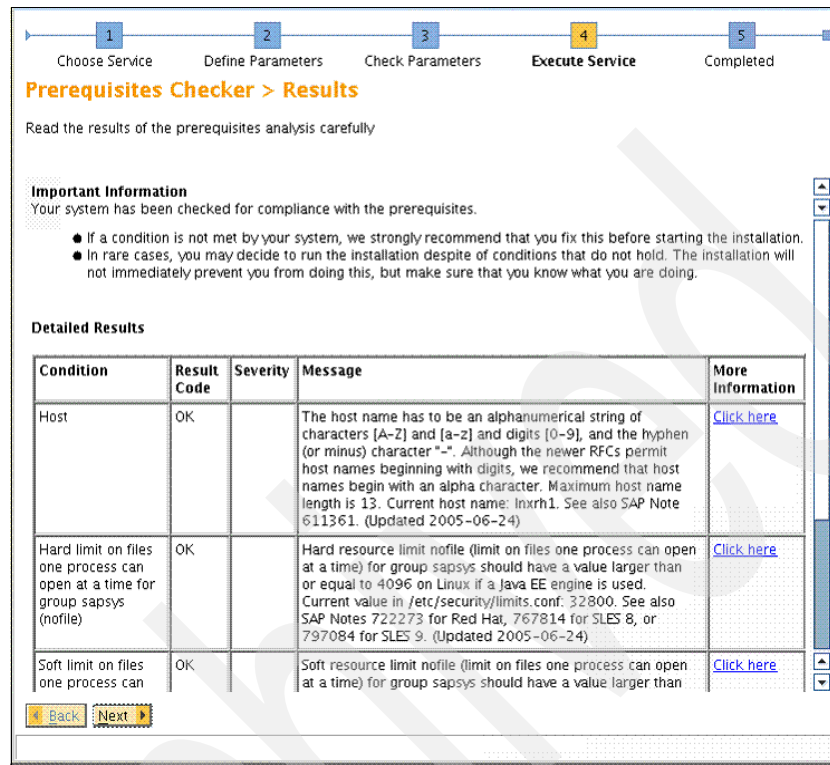 1 2 3 4 5
Choose Service Define Parameters Check Parameters Execute Service Completed
Prerequisites Checker > Results
Read the results of the prerequisites analysis carefully
Important Information
Your system has been checked for compliance with the prerequisites.
If a condition is not met by your system, we strongly recommend that you fix this before starting the installation.
In rare cases, you may decide to run the installation despite of conditions that do not hold. The installation will
not immediately prevent you from doing this, but make sure that you know what you are doing.
Detailed Results
Condition Result Severity Message More
Code Information
Host OK The host name has to be an alphanumerical string of Click here
characters [A-Z] and [a-z] and digits [0-9], and the hyphen
(or minus) character "-". Although the newer RFCs permit
host names beginning with digits, we recommend that host
names begin with an alpha character. Maximum host name
length is 13. Current host name: lnxrh1. See also SAP Note
611361. (Updated 2005-06-24)
Hard limit on files OK Hard resource limit nofile (limit on files one process can open Click here
one process can at a time) for group sapsys should have a value larger than
open at a time for or equal to 4096 on Linux if a Java EE engine is used.
group sapsys Current value in /etc/security/limits.conf: 32800. See also
(nofile) SAP Notes 722273 for Red Hat, 767814 for SLES 8, or
797084 for SLES 9. (Updated 2005-06-24)
Soft limit on files OK Soft resource limit nofile (limit on files one process can open Click here
one process can at a time) for group sapsys should have a value larger than
Back Next